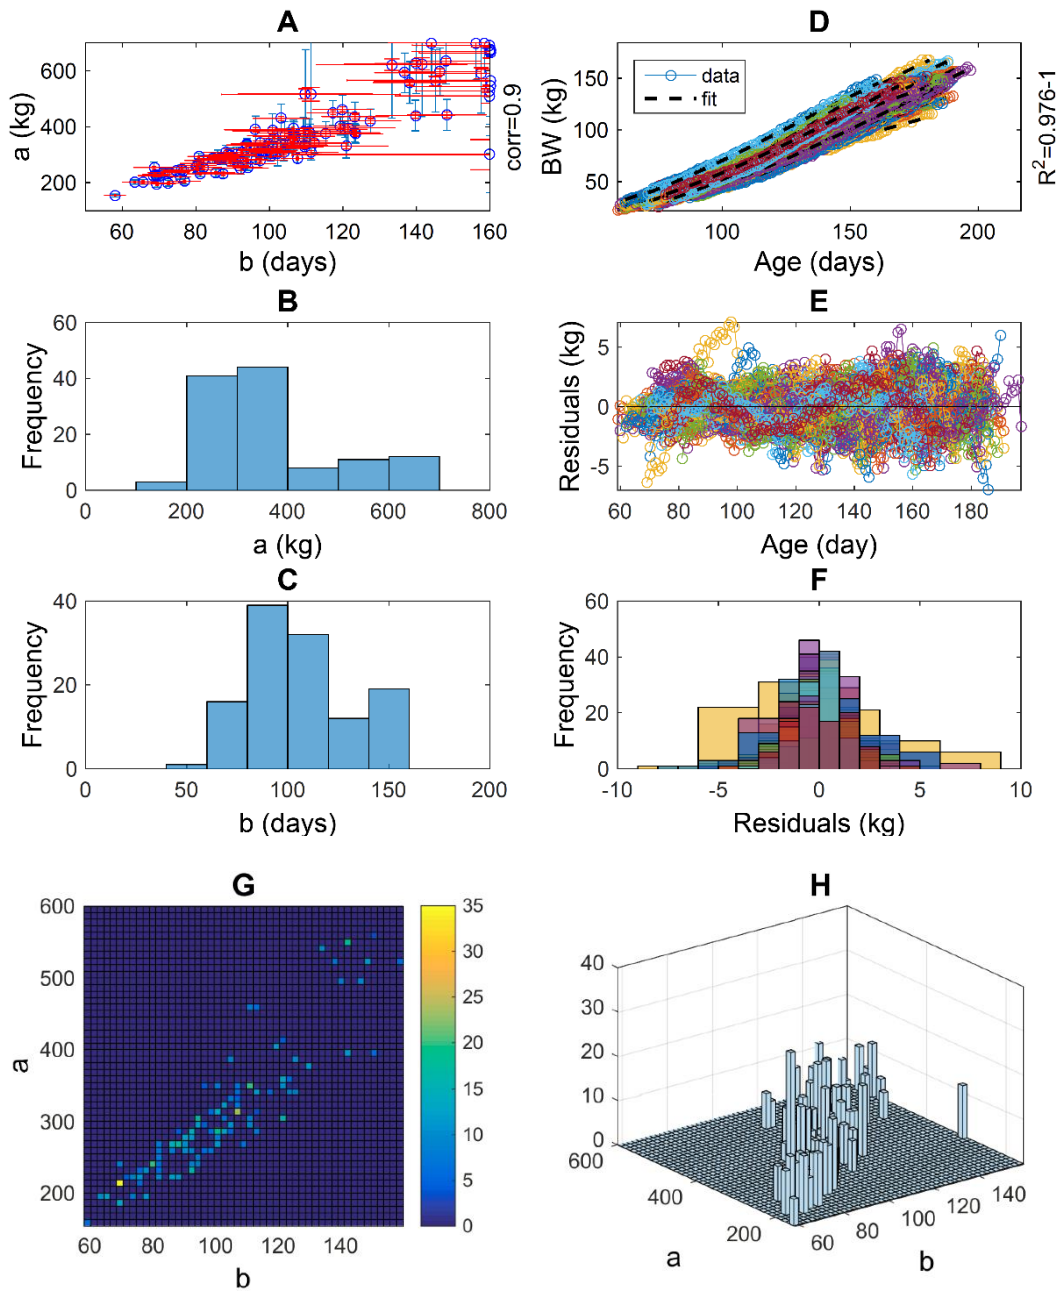 A
a (kg)
600
400
200
60 80 100 120 140 160
b (days)
corr=0.9
D
BW (kg)
150
100
50
data
fit
100 150 200
Age (days)
R²=0.976-1
B
Frequency
60
40
20
0
0 200 400 600 800
a (kg)
E
Residuals (kg)
5
0
-5
60 80 100 120 140 160 180
Age (day)
C
Frequency
40
20
0
0 50 100 150 200
b (days)
F
Frequency
60
40
20
0
-10 -5 0 5 10
Residuals (kg)
G
a
600
500
400
300
200
60 80 100 120 140
b
35
30
25
20
15
10
5
0
H
40
30
20
10
0
600
400
200
a
60 80 100 120 140
b